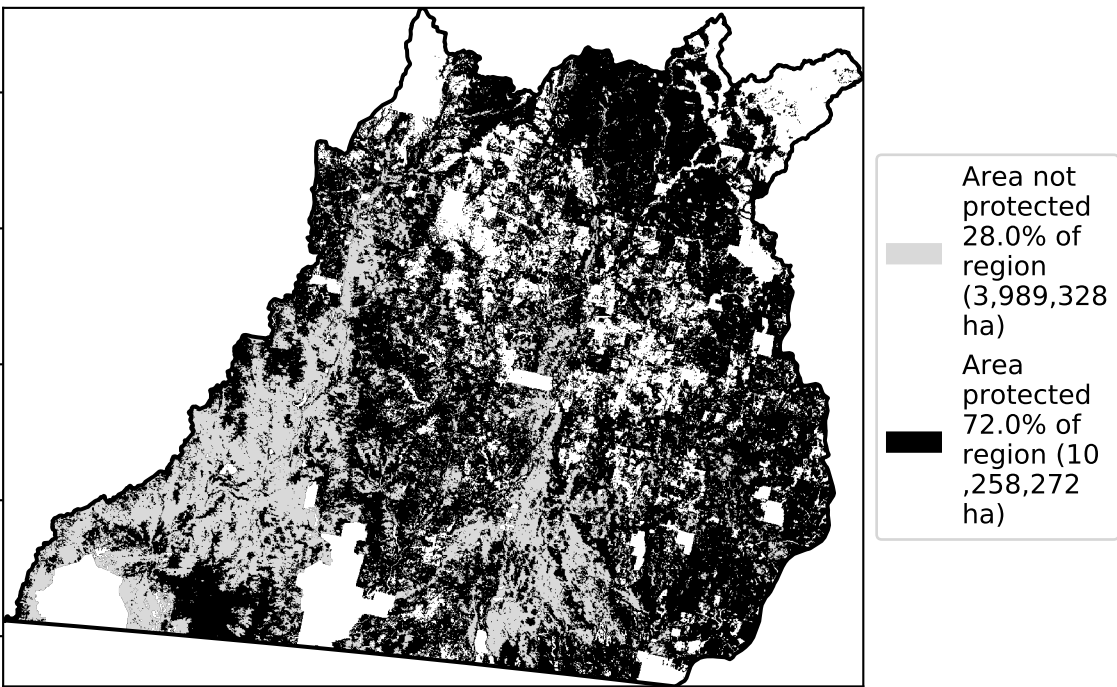 Area not
protected
28.0% of
region
(3,989,328
ha)
Area
protected
72.0% of
region (10
,258,272
ha)